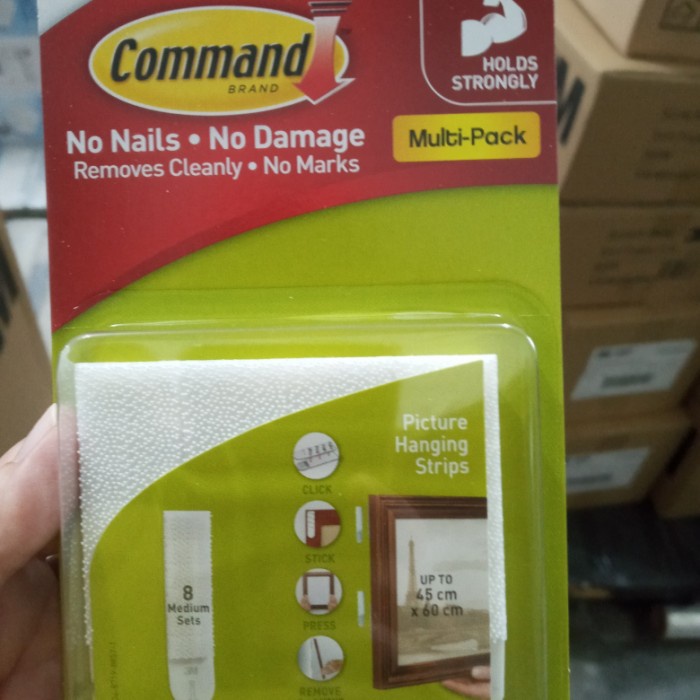 Command
BRAND
HOLDS
STRONGLY
No Nails • No Damage
Removes Cleanly • No Marks
Multi-Pack
Picture
Hanging
Strips
CLICK
STICK
PRESS
REMOVE
8
Medium
Sets
UP TO
45 cm
x 60 cm